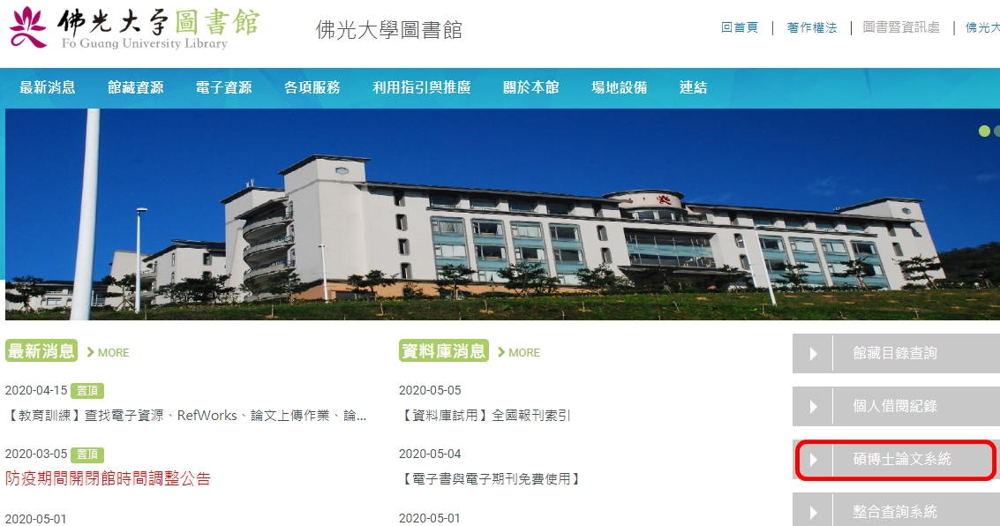 佛光大学圖書館
Fo Guang University Library
佛光大學圖書館
回首頁 | 著作權法 | 圖書暨資訊處 | 佛光大
最新消息 館藏資源 電子資源 各項服務 利用指引與推廣 關於本館 場地設備 連結
最新消息 MORE
2020-04-15 置頂
【教育訓練】查找電子資源、RefWorks、論文上傳作業、論...
2020-03-05 置頂
防疫期間開閉館時間調整公告
2020-05-01
資料庫消息 MORE
2020-05-05
【資料庫試用】全國報刊索引
2020-05-04
【電子書與電子期刊免費使用】
2020-05-01
館藏目錄查詢
個人借閱紀錄
碩博士論文系統
整合查詢系統